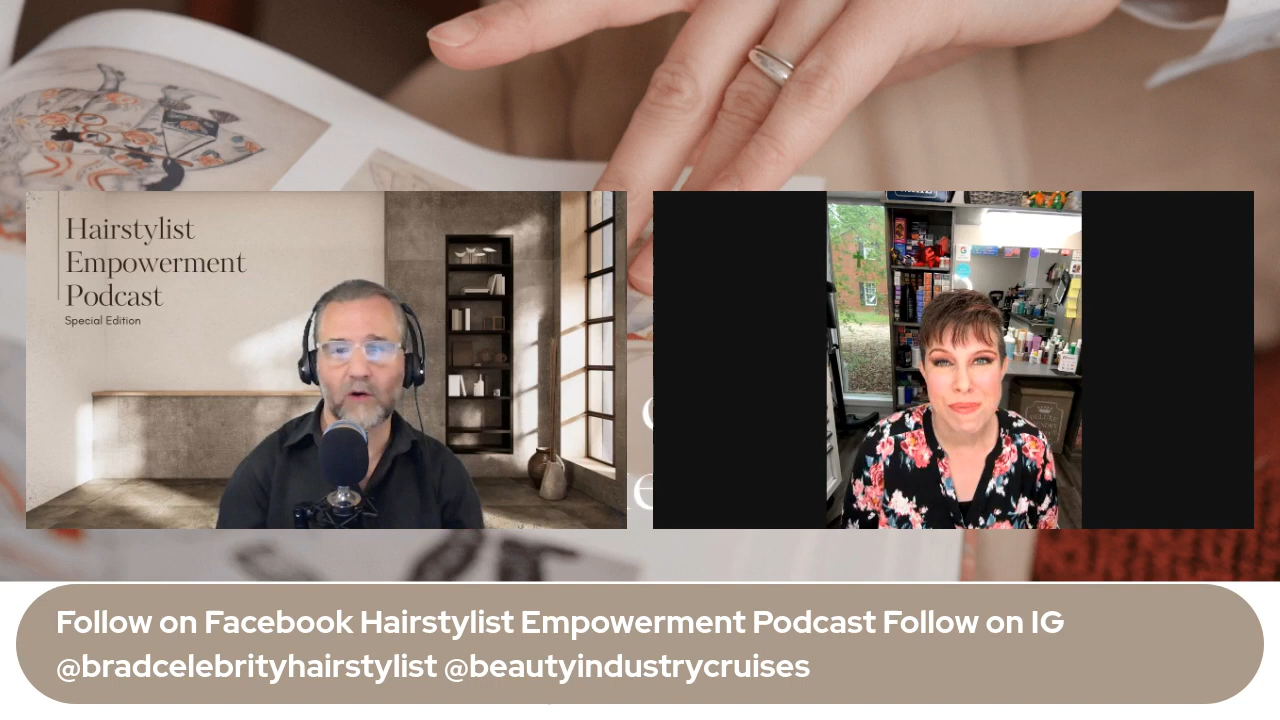 Hairstylist
Empowerment
Podcast
Special Edition
Follow on Facebook Hairstylist Empowerment Podcast Follow on IG
@bradcelebrityhairstylist @beautyindustrycruises